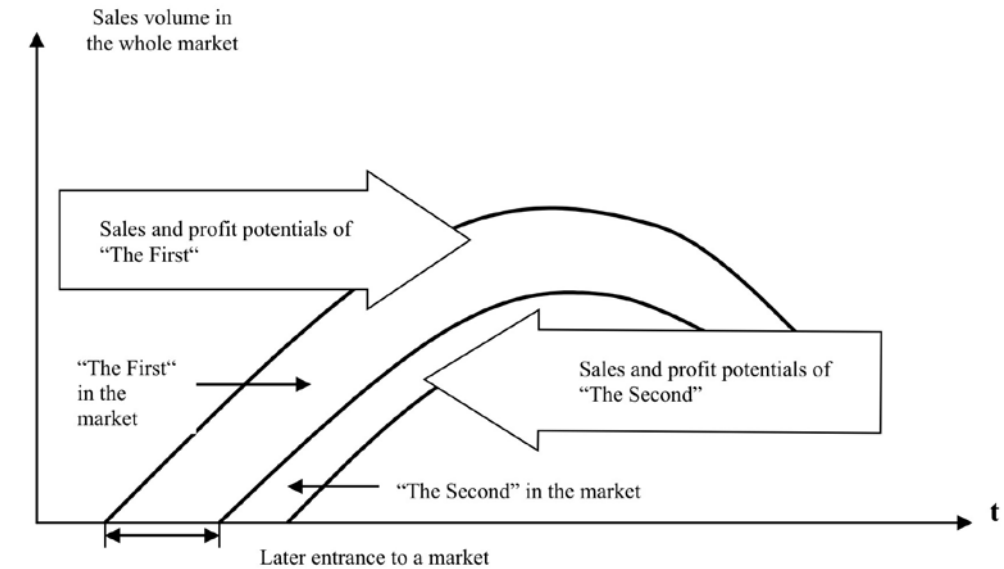 Sales volume in
the whole market
Sales and profit potentials of
“The First“
“The First“
in the
market
Sales and profit potentials of
“The Second”
“The Second” in the market
t
Later entrance to a market